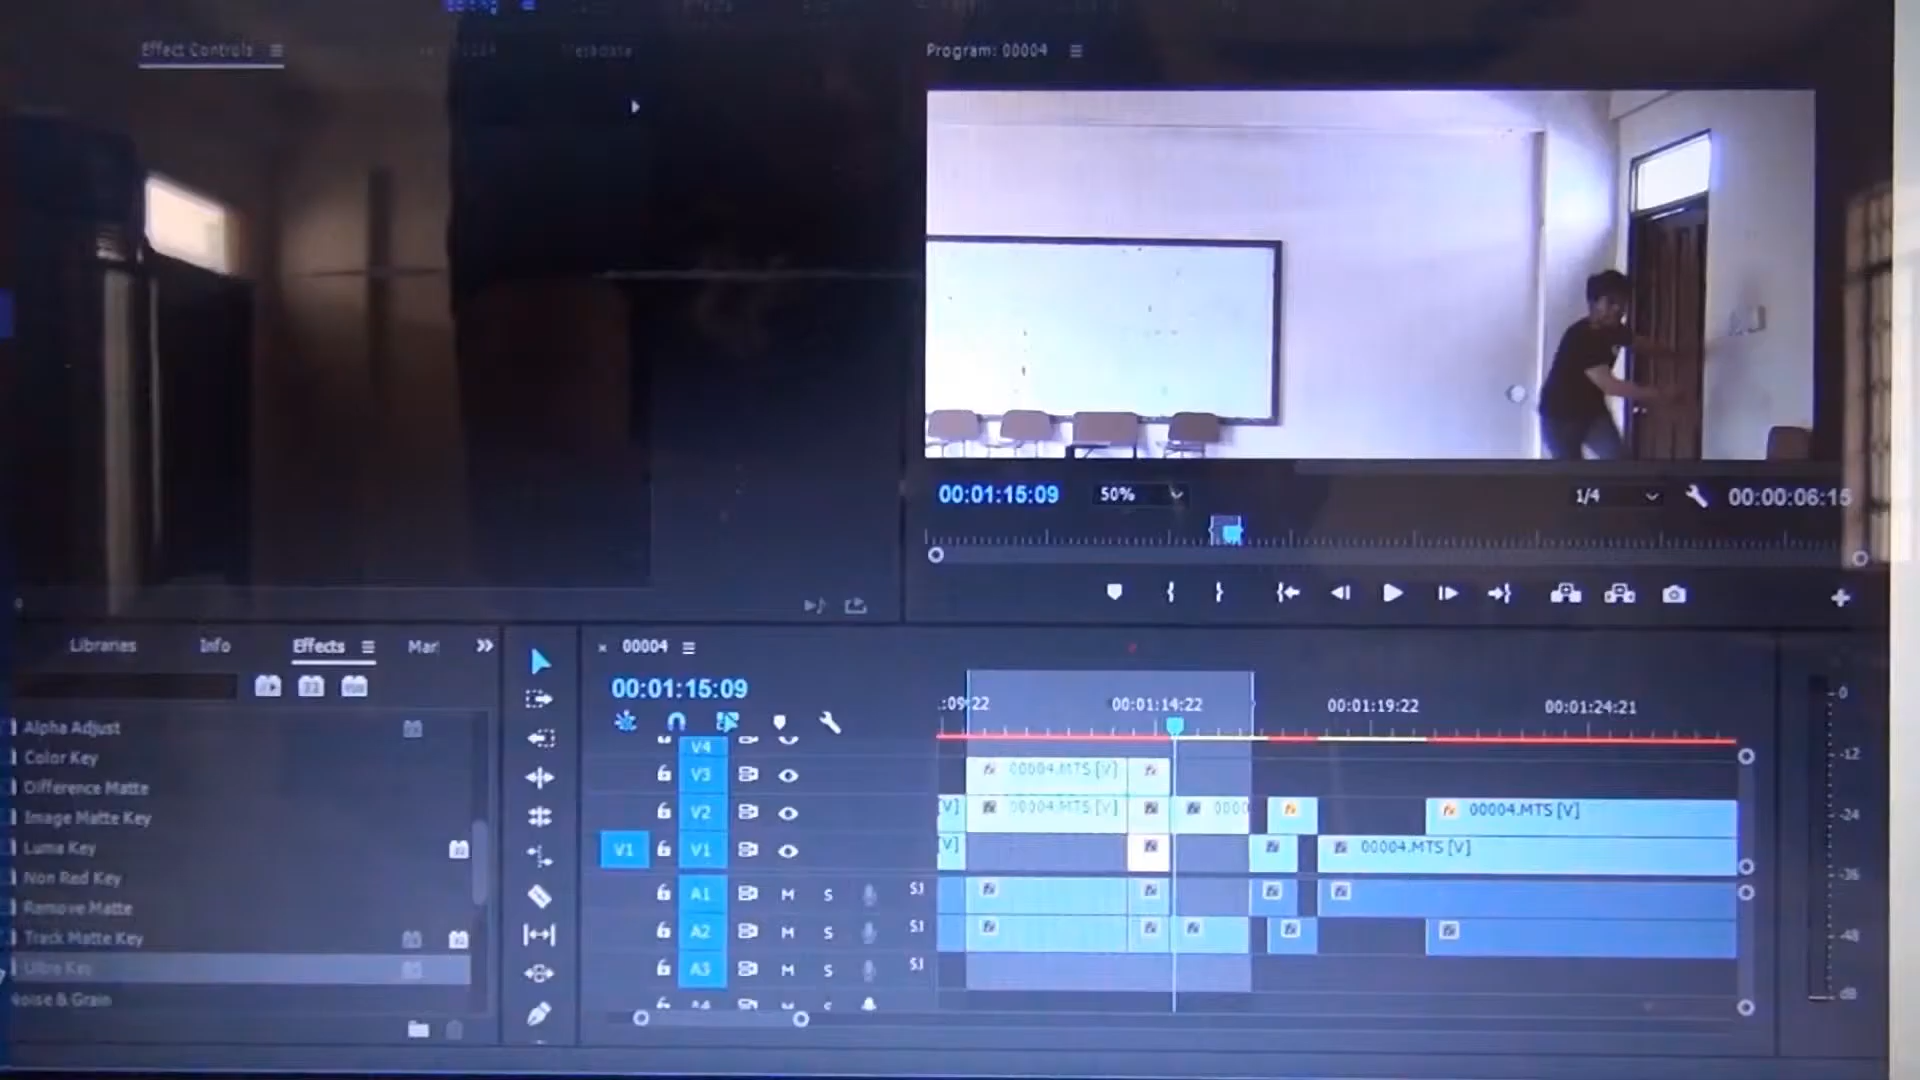 Effect Controls
Metadata
Program: 00004
00:01:15:09
50%
1/4
00:00:06:15
Libraries
Info
Effects
Mar
Alpha Adjust
Color Key
Difference Matte
Image Matte Key
Luma Key
Non Red Key
Remove Matte
Track Matte Key
Ultra Key
Noise & Grain
× 00004
00:01:15:09
:09:22
00:01:14:22
00:01:19:22
00:01:24:21
V4
V3
00004.MTS [V]
V2
[V]
00004.MTS [V]
0000
00004.MTS [V]
V1
V1
[V]
00004.MTS [V]
A1 M S
A2 M S
A3 M S
A4
0
-12
-24
-36
-48
dB